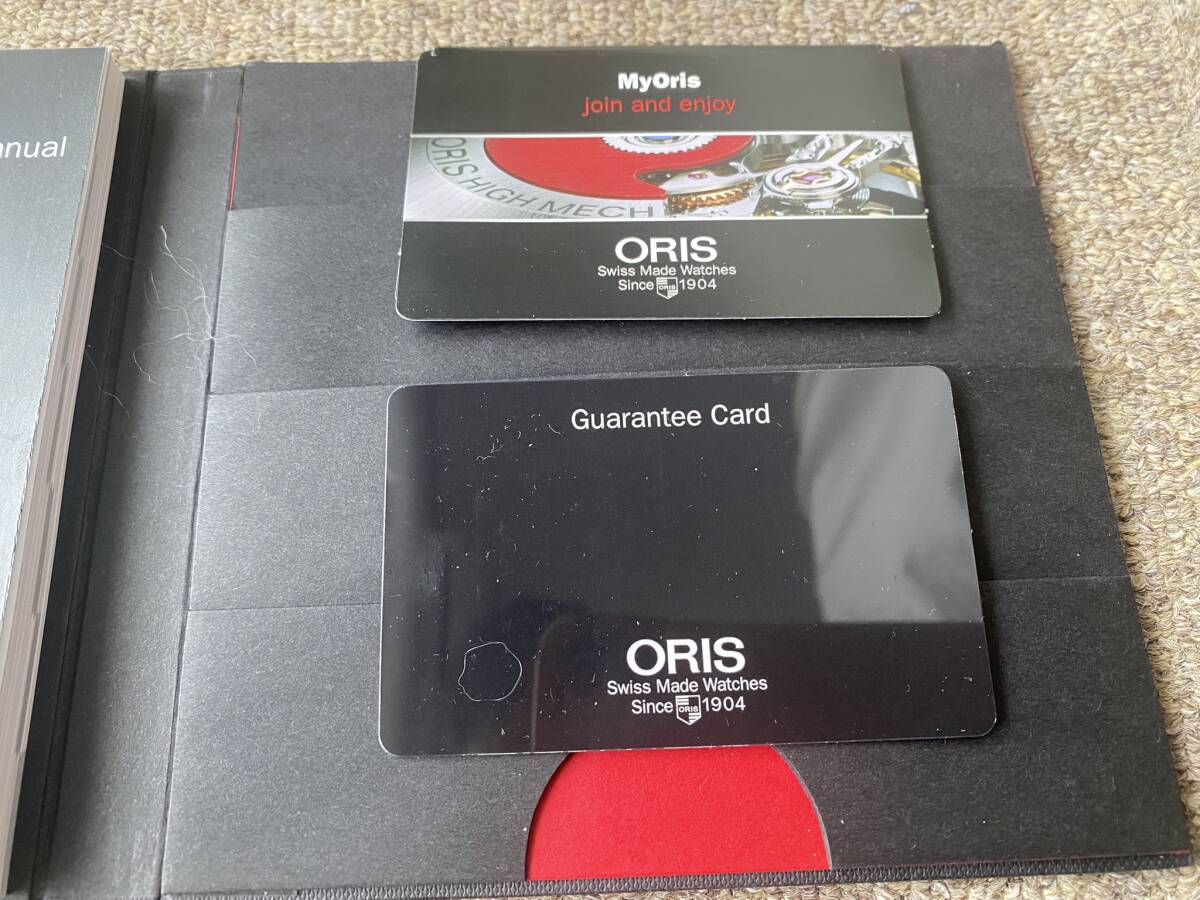 MyOris
join and enjoy
ORIS HIGH MECH
ORIS
Swiss Made Watches
Since ORIS 1904
Guarantee Card
ORIS
Swiss Made Watches
Since ORIS 1904